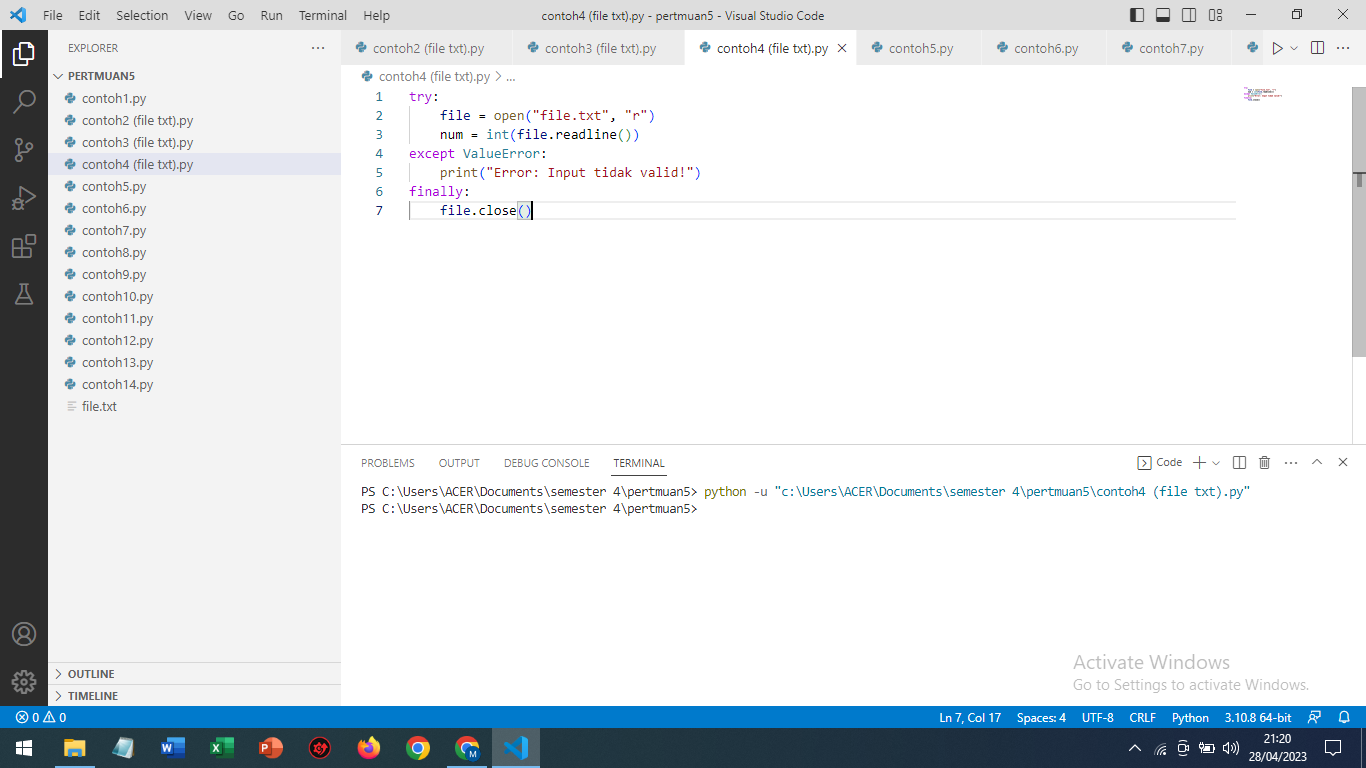 File Edit Selection View Go Run Terminal Help
contoh4 (file txt).py - pertmuan5 - Visual Studio Code
EXPLORER
PERTMUAN5
contoh1.py
contoh2 (file txt).py
contoh3 (file txt).py
contoh4 (file txt).py
contoh5.py
contoh6.py
contoh7.py
contoh8.py
contoh9.py
contoh10.py
contoh11.py
contoh12.py
contoh13.py
contoh14.py
file.txt
OUTLINE
TIMELINE
contoh2 (file txt).py contoh3 (file txt).py contoh4 (file txt).py contoh5.py contoh6.py contoh7.py
contoh4 (file txt).py > ...
1 try:
2     file = open("file.txt", "r")
3     num = int(file.readline())
4 except ValueError:
5     print("Error: Input tidak valid!")
6 finally:
7     file.close()
PROBLEMS OUTPUT DEBUG CONSOLE TERMINAL Code
PS C:\Users\ACER\Documents\semester 4\pertmuan5> python -u "c:\Users\ACER\Documents\semester 4\pertmuan5\contoh4 (file txt).py"
PS C:\Users\ACER\Documents\semester 4\pertmuan5>
Activate Windows
Go to Settings to activate Windows.
0 0 Ln 7, Col 17 Spaces: 4 UTF-8 CRLF Python 3.10.8 64-bit
21:20
28/04/2023